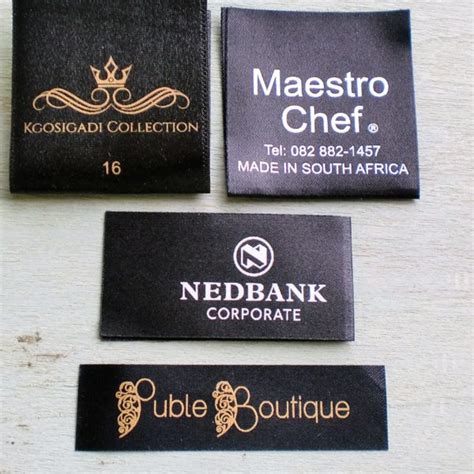 KGOSIGADI COLLECTION
16
Maestro
Chef®
Tel: 082 882-1457
MADE IN SOUTH AFRICA
NEDBANK
CORPORATE
Puble Boutique